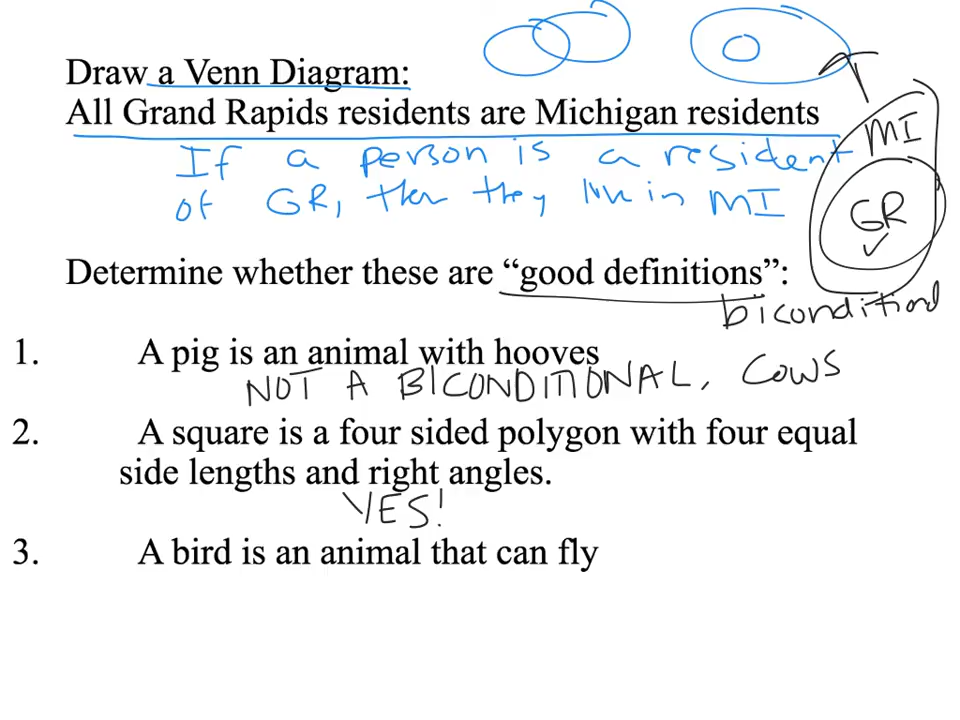 Draw a Venn Diagram:
All Grand Rapids residents are Michigan residents
If a person is a resident
of GR, then they live in MI
MI
GR
Determine whether these are “good definitions”:
biconditional
1. A pig is an animal with hooves
NOT A BICONDITIONAL, COWS
2. A square is a four sided polygon with four equal
side lengths and right angles.
YES!
3. A bird is an animal that can fly